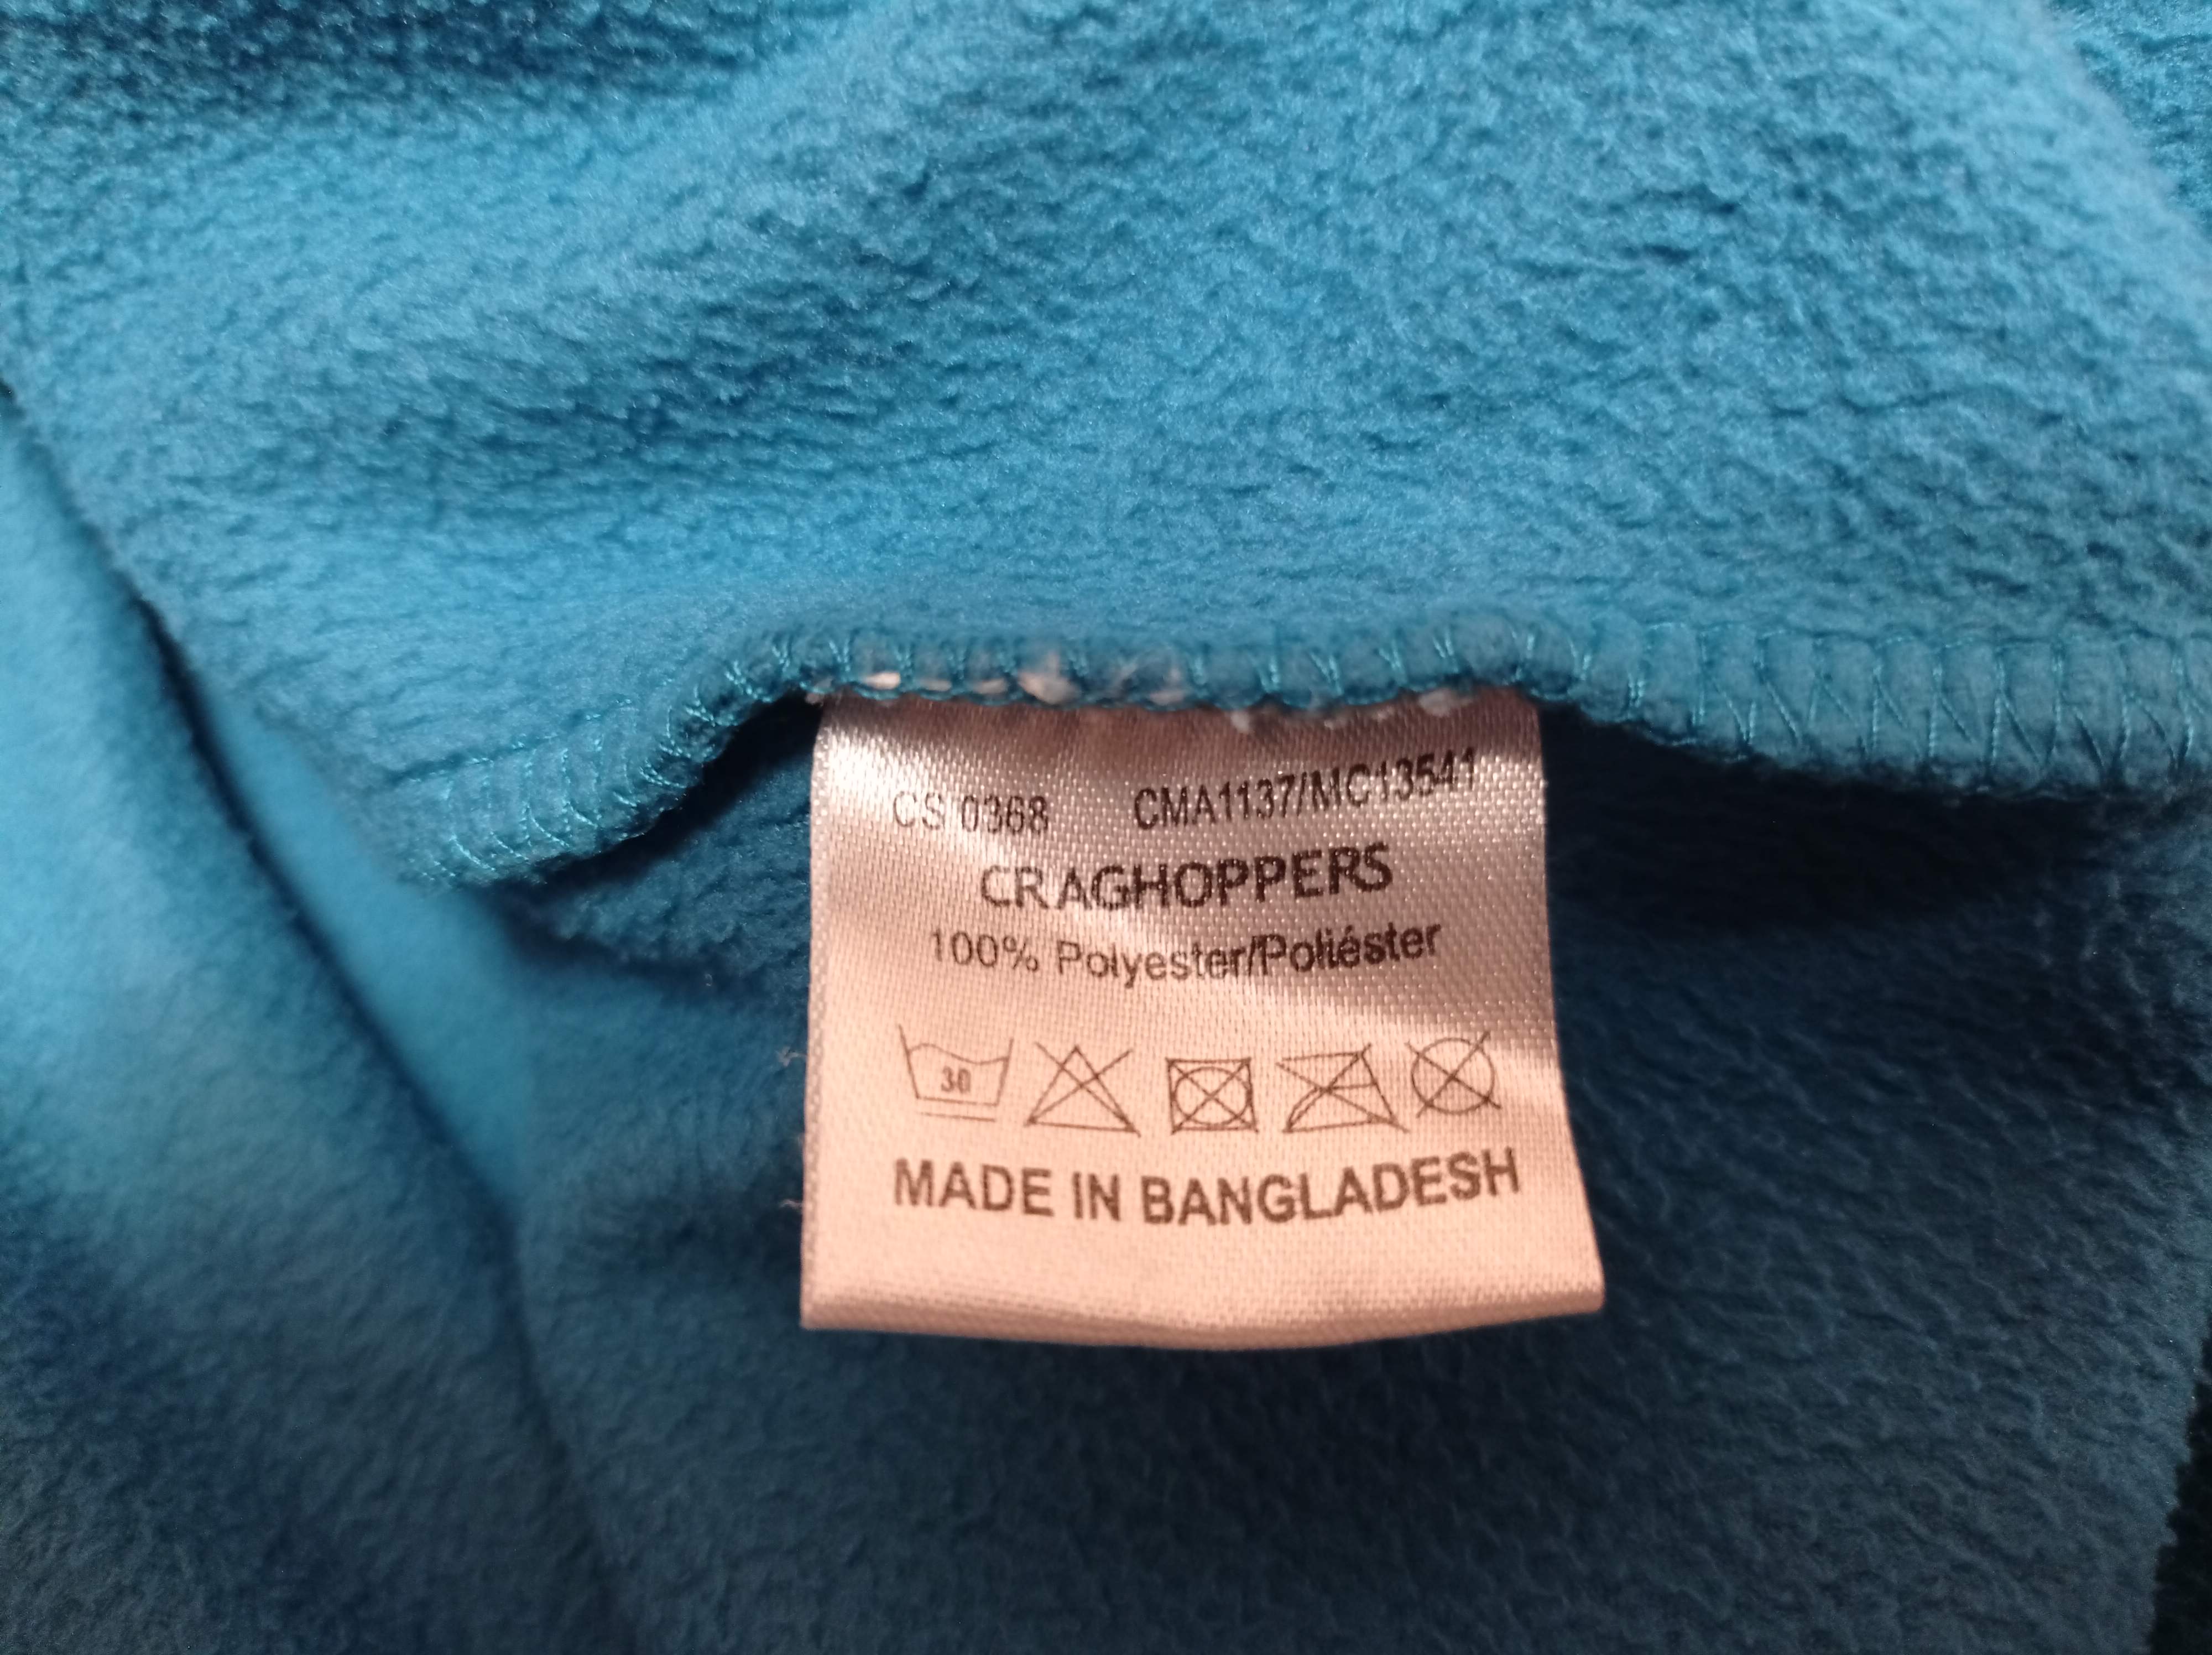 CS 0368 CMA1137/MC13541
CRAGHOPPERS
100% Polyester/Poliéster
30
MADE IN BANGLADESH